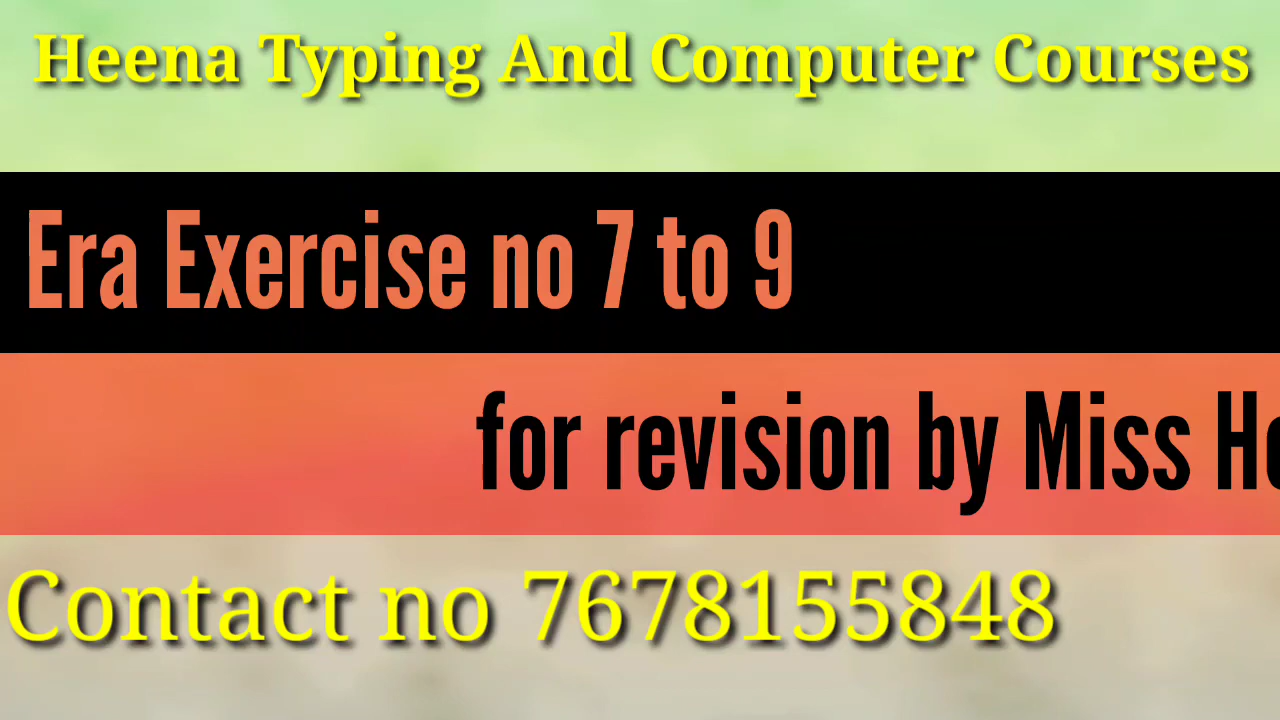 Heena Typing And Computer Courses
Era Exercise no 7 to 9
for revision by Miss
Contact no 7678155848